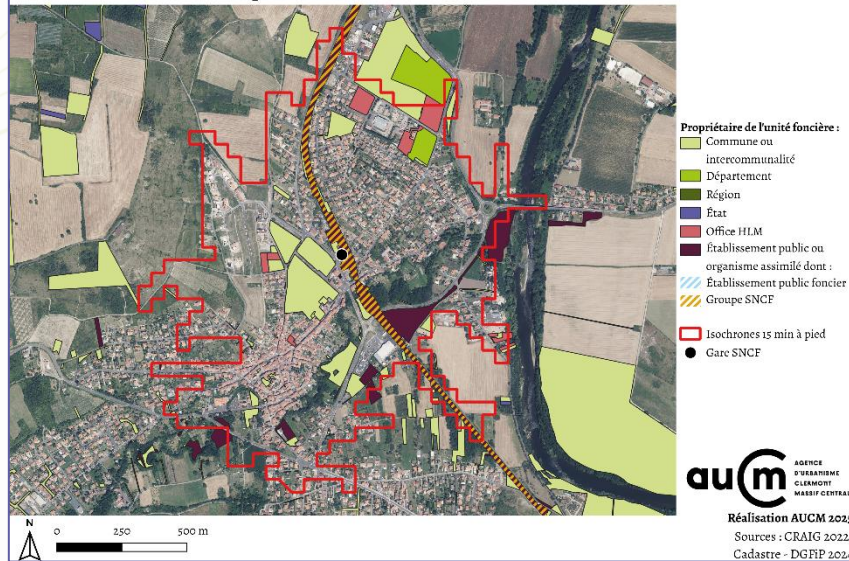 Propriétaire de l'unité foncière :
Commune ou
intercommunalité
Département
Région
État
Office HLM
Établissement public ou
organisme assimilé dont :
Établissement public foncier
Groupe SNCF
Isochrones 15 min à pied
Gare SNCF
aucm
AGENCE
D'URBANISME
CLERMONT
MASSIF CENTRAL
Réalisation AUCM 2025
Sources : CRAIG 2022
Cadastre - DGFiP 2024
N
0 250 500 m